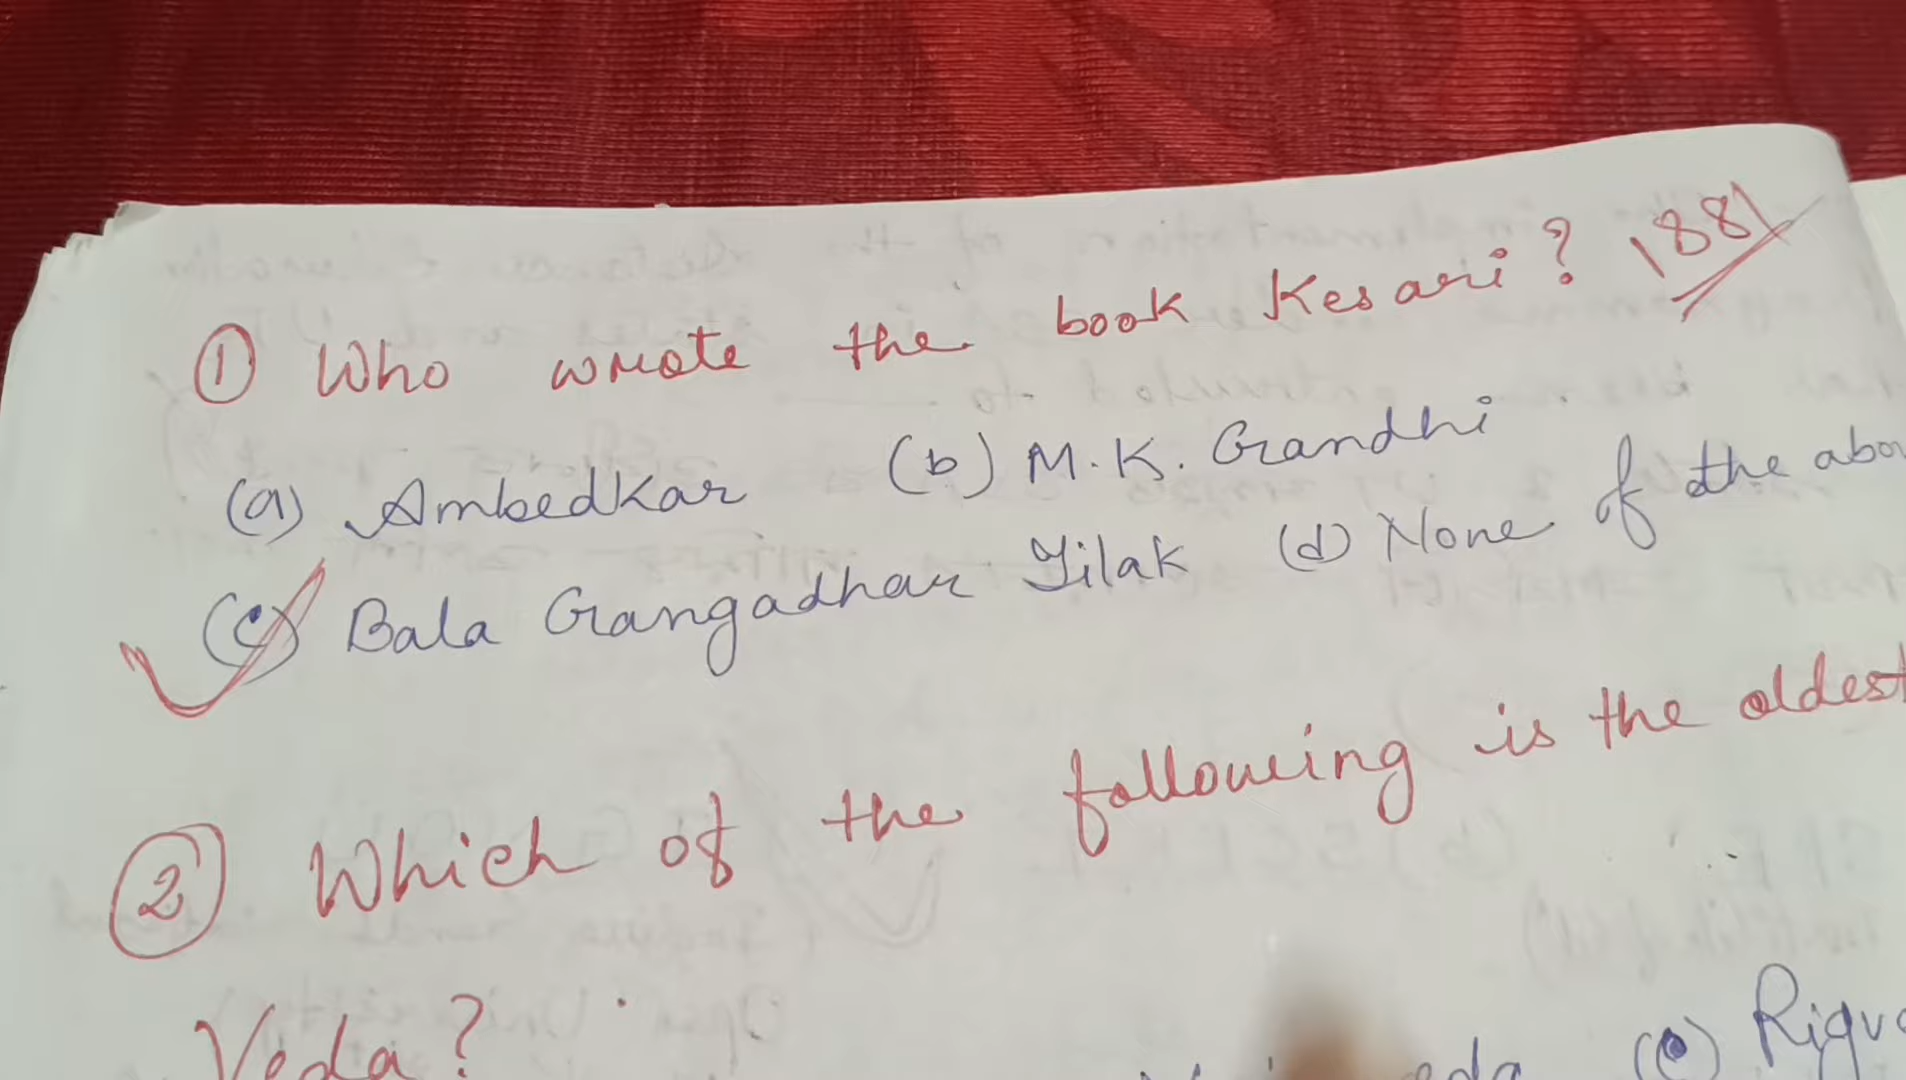 ① Who wrote the book Kesari? 1881
(a) Ambedkar (b) M.K. Gandhi
(c) Bala Gangadhar Tilak (d) None of the
② Which of the following is the oldest
Veda?
(c)